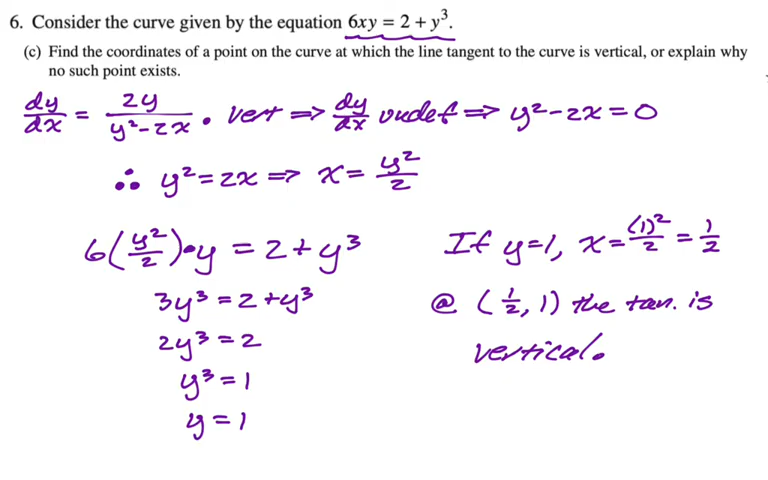 6. Consider the curve given by the equation 6xy = 2 + y³.
(c) Find the coordinates of a point on the curve at which the line tangent to the curve is vertical, or explain why
no such point exists.
dy/dx = 2y/(y²-2x) . vert ⇒ dy/dx undef ⇒ y²-2x=0
∴ y²=2x ⇒ x= y²/2
6(y²/2)•y = 2+y³
3y³=2+y³
2y³=2
y³=1
y=1
If y=1, x= (1)²/2 = 1/2
@ (1/2, 1) the tan. is
vertical.